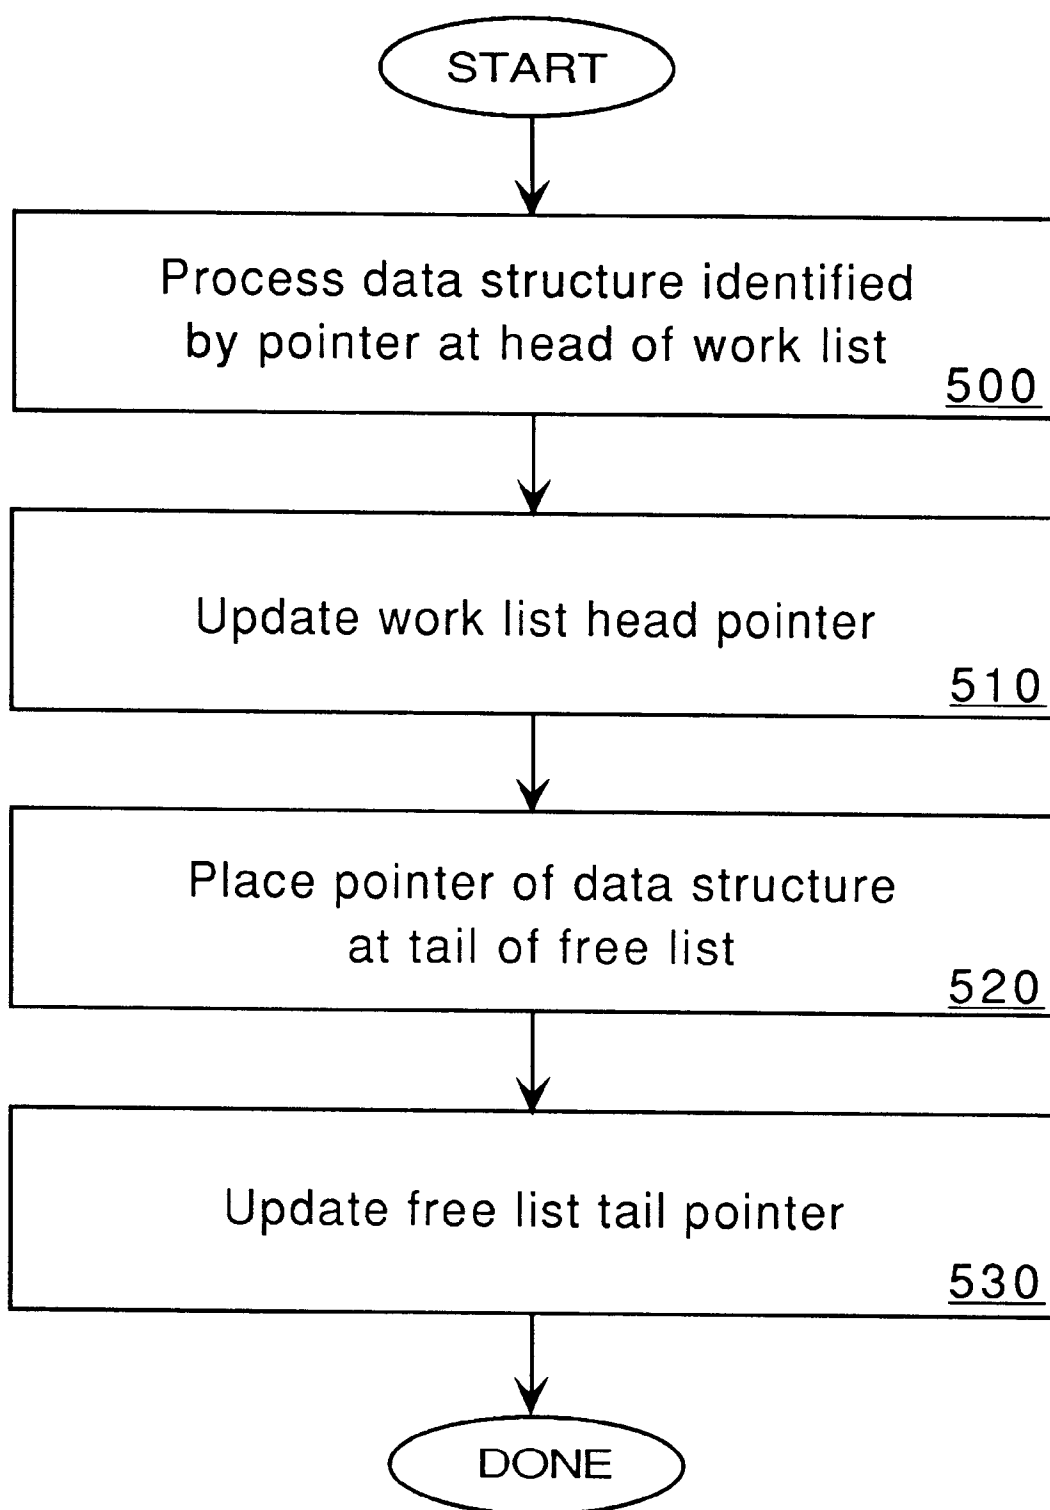 START
Process data structure identified
by pointer at head of work list
500
Update work list head pointer
510
Place pointer of data structure
at tail of free list
520
Update free list tail pointer
530
DONE